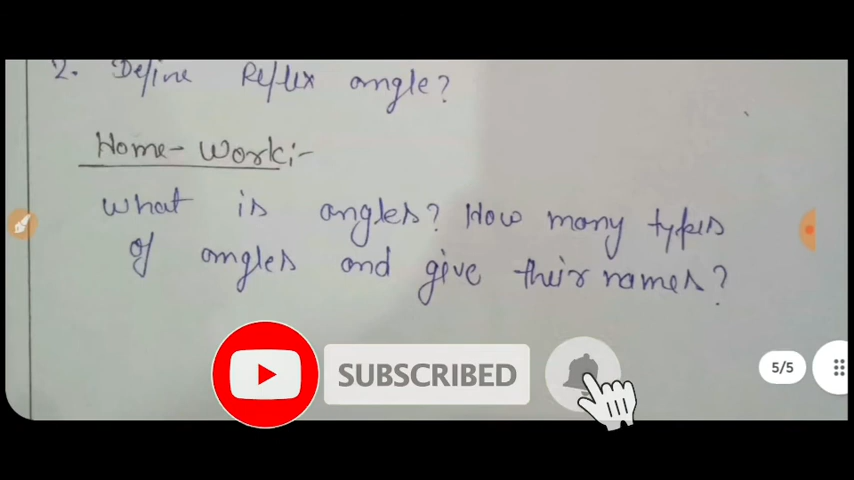 2. Define Reflex angle?
Home-Work:-
what is angles? How many types
of angles and give their names?
SUBSCRIBED
5/5